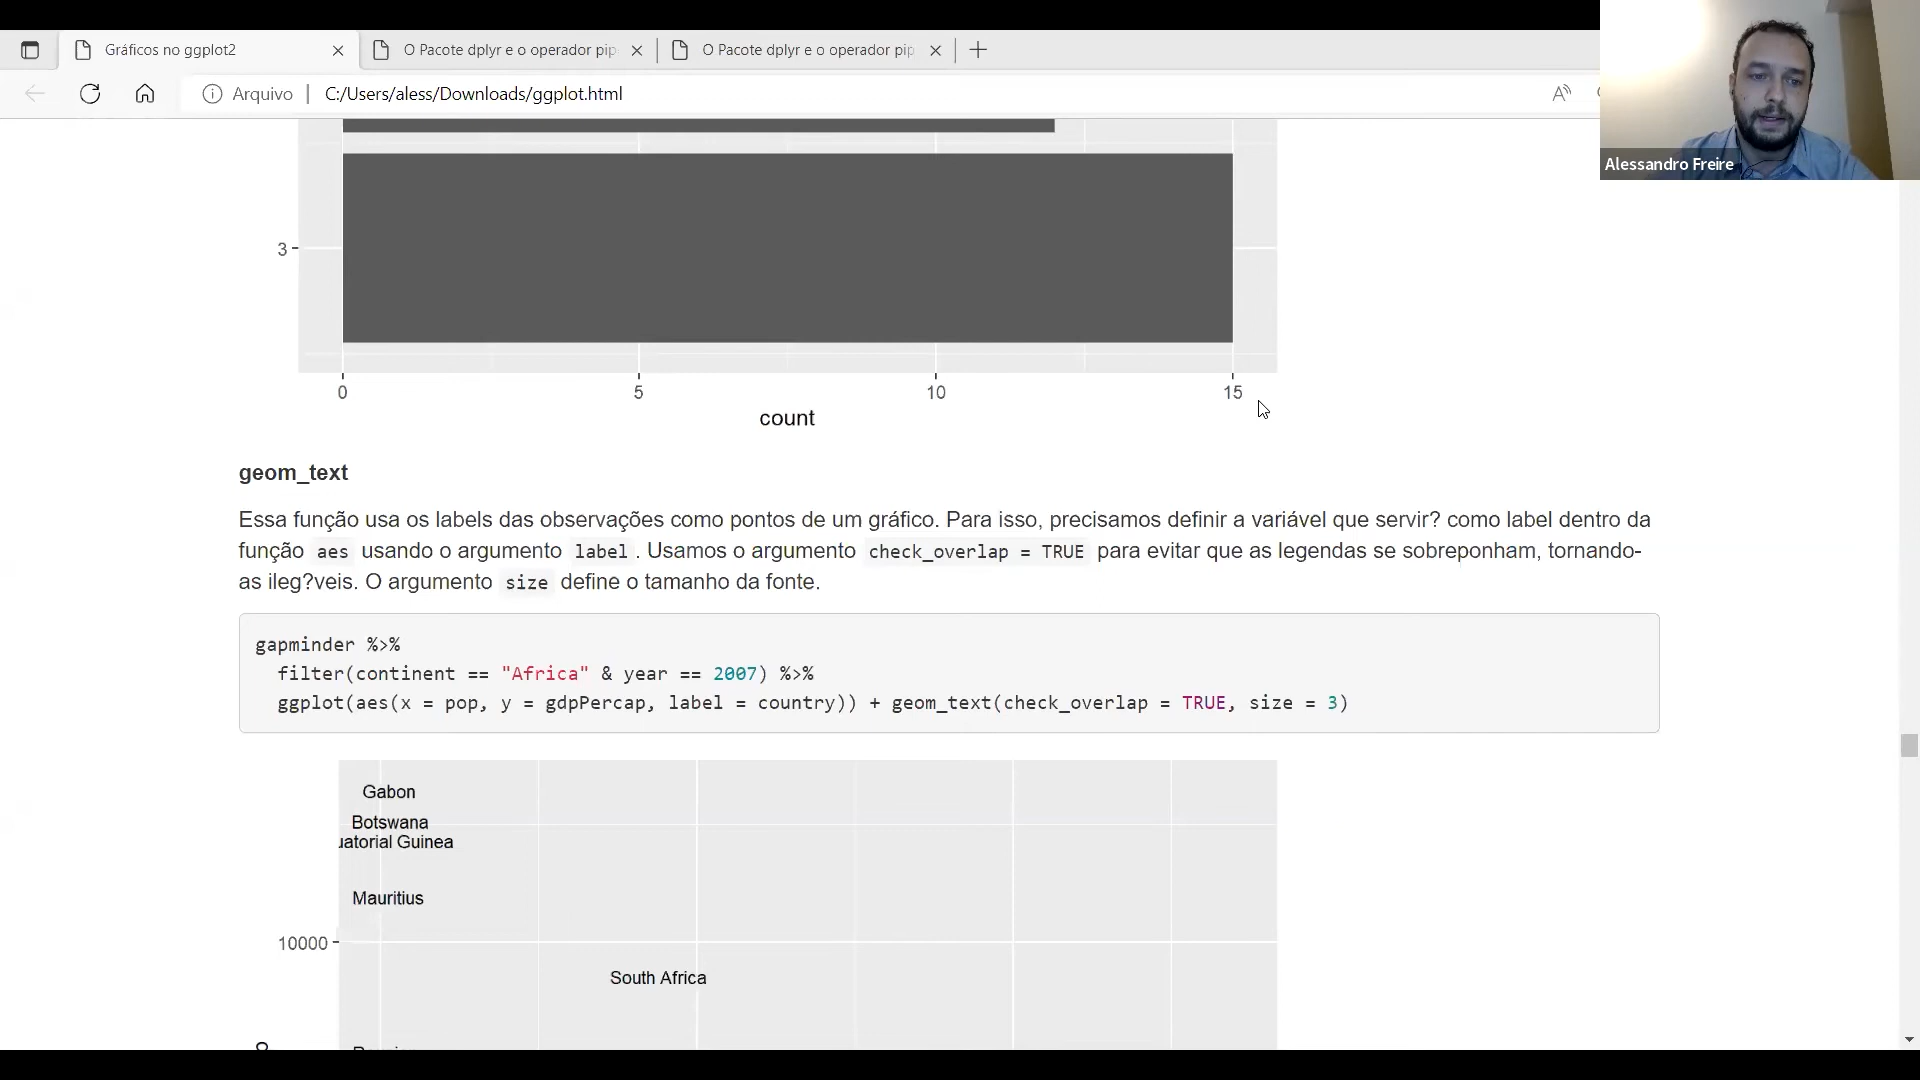 Gráficos no ggplot2
O Pacote dplyr e o operador pip
O Pacote dplyr e o operador pip
Arquivo
C:/Users/aless/Downloads/ggplot.html
Alessandro Freire
3
0 5 10 15
count
geom_text
Essa função usa os labels das observações como pontos de um gráfico. Para isso, precisamos definir a variável que servir? como label dentro da
função aes usando o argumento label . Usamos o argumento check_overlap = TRUE para evitar que as legendas se sobreponham, tornando-
as ileg?veis. O argumento size define o tamanho da fonte.
gapminder %>%
filter(continent == "Africa" & year == 2007) %>%
ggplot(aes(x = pop, y = gdpPercap, label = country)) + geom_text(check_overlap = TRUE, size = 3)
Gabon
Botswana
uatorial Guinea
Mauritius
10000
South Africa